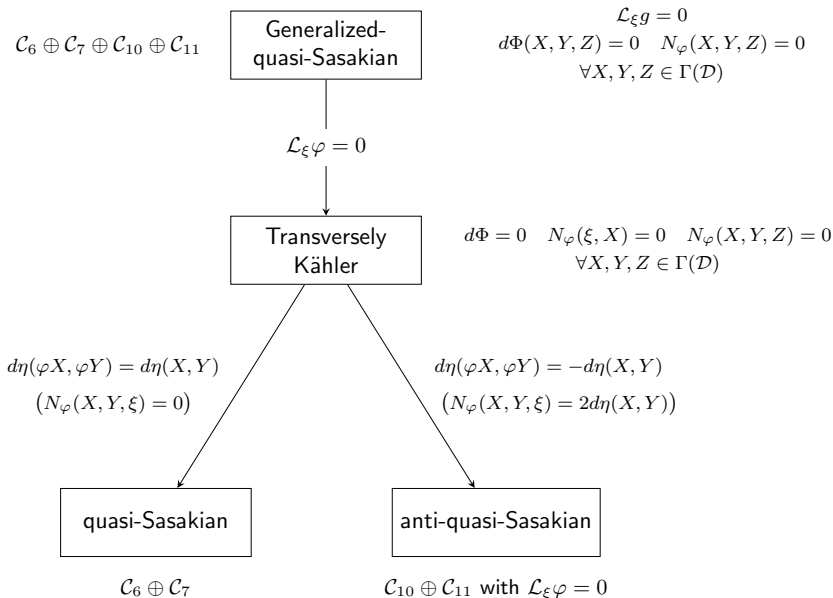 Generalized-
quasi-Sasakian
𝒞₆ ⊕ 𝒞₇ ⊕ 𝒞₁₀ ⊕ 𝒞₁₁
ℒ_ξ g = 0
dΦ(X, Y, Z) = 0 N_φ(X, Y, Z) = 0
∀X, Y, Z ∈ Γ(𝒟)
ℒ_ξ φ = 0
Transversely
Kähler
dΦ = 0 N_φ(ξ, X) = 0 N_φ(X, Y, Z) = 0
∀X, Y, Z ∈ Γ(𝒟)
dη(φX, φY) = dη(X, Y)
(N_φ(X, Y, ξ) = 0)
dη(φX, φY) = −dη(X, Y)
(N_φ(X, Y, ξ) = 2dη(X, Y))
quasi-Sasakian
anti-quasi-Sasakian
𝒞₆ ⊕ 𝒞₇
𝒞₁₀ ⊕ 𝒞₁₁ with ℒ_ξ φ = 0